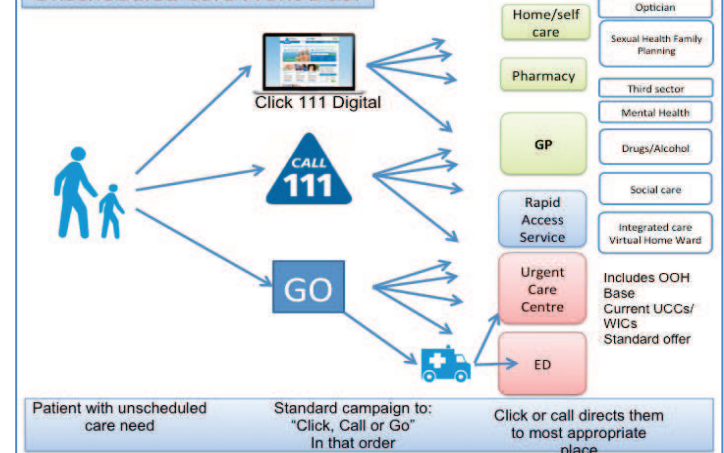 Click 111 Digital
CALL
111
GO
Home/self
care
Pharmacy
GP
Rapid
Access
Service
Urgent
Care
Centre
ED
Optician
Sexual Health Family
Planning
Third sector
Mental Health
Drugs/Alcohol
Social care
Integrated care
Virtual Home Ward
Includes OOH
Base
Current UCCs/
WICs
Standard offer
Patient with unscheduled
care need
Standard campaign to:
“Click, Call or Go”
In that order
Click or call directs them
to most appropriate
place